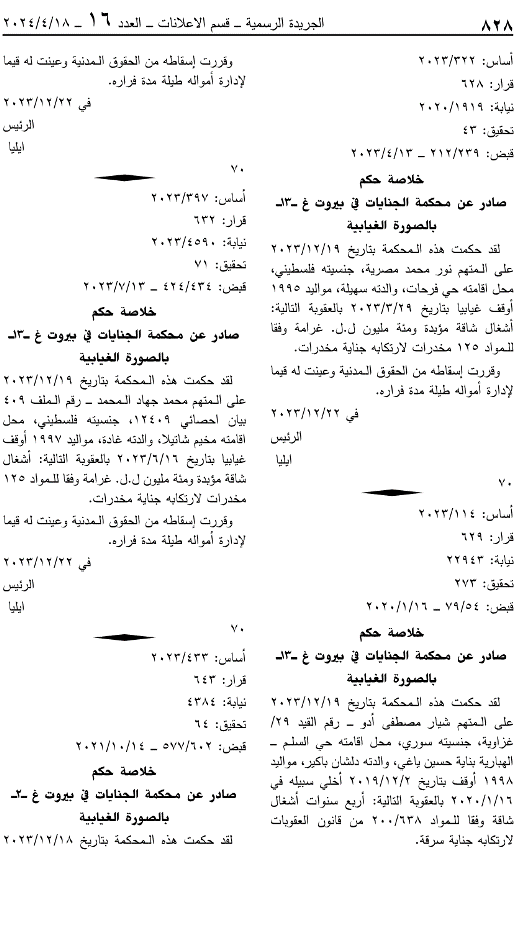 ٨٢٨
الجريدة الرسمية ــ قسم الاعلانات ــ العدد ١٦ ــ ٢٠٢٤/٤/١٨
أساس: ٢٠٢٣/٣٢٢
قرار: ٦٢٨
نيابة: ٢٠٢٠/١٩١٩
تحقيق: ٤٣
قبض: ٢١٢/٢٣٩ ــ ٢٠٢٣/٤/١٣
خلاصة حكم
صادر عن محكمة الجنايات في بيروت غ ــ١٣ــ
بالصورة الغيابية
لقد حكمت هذه المحكمة بتاريخ ٢٠٢٣/١٢/١٩
على المتهم نور محمد مصرية، جنسيته فلسطيني،
محل اقامته حي فرحات، والدته سهيلة، مواليد ١٩٩٥
أوقف غيابيا بتاريخ ٢٠٢٣/٣/٢٩ بالعقوبة التالية:
أشغال شاقة مؤبدة ومئة مليون ل.ل. غرامة وفقا
للمواد ١٢٥ مخدرات لارتكابه جناية مخدرات.
وقررت إسقاطه من الحقوق المدنية وعينت له قيما
لإدارة أمواله طيلة مدة فراره.
في ٢٠٢٣/١٢/٢٢
الرئيس
ايليا
٧٠
أساس: ٢٠٢٣/١١٤
قرار: ٦٢٩
نيابة: ٢٢٩٤٣
تحقيق: ٢٧٣
قبض: ٧٩/٥٤ ــ ٢٠٢٠/١/١٦
خلاصة حكم
صادر عن محكمة الجنايات في بيروت غ ــ١٣ــ
بالصورة الغيابية
لقد حكمت هذه المحكمة بتاريخ ٢٠٢٣/١٢/١٩
على المتهم شيار مصطفى أدو ــ رقم القيد ٢٩/
غزاوية، جنسيته سوري، محل اقامته حي السلم ــ
الهبارية بناية حسين باغي، والدته دلشان باكير، مواليد
١٩٩٨ أوقف بتاريخ ٢٠١٩/١٢/٢ أخلي سبيله في
٢٠٢٠/١/١٦ بالعقوبة التالية: أربع سنوات أشغال
شاقة وفقا للمواد ٢٠٠/٦٣٨ من قانون العقوبات
لارتكابه جناية سرقة.
وقررت إسقاطه من الحقوق المدنية وعينت له قيما
لإدارة أمواله طيلة مدة فراره.
في ٢٠٢٣/١٢/٢٢
الرئيس
ايليا
٧٠
أساس: ٢٠٢٣/٣٩٧
قرار: ٦٣٢
نيابة: ٢٠٢٣/٤٥٩٠
تحقيق: ٧١
قبض: ٤٢٤/٤٣٤ ــ ٢٠٢٣/٧/١٣
خلاصة حكم
صادر عن محكمة الجنايات في بيروت غ ــ١٣ــ
بالصورة الغيابية
لقد حكمت هذه المحكمة بتاريخ ٢٠٢٣/١٢/١٩
على المتهم محمد جهاد المحمد ــ رقم الملف ٤٠٩
بيان احصائي ١٢٤٠٩، جنسيته فلسطيني، محل
اقامته مخيم شاتيلا، والدته غادة، مواليد ١٩٩٧ أوقف
غيابيا بتاريخ ٢٠٢٣/٦/١٦ بالعقوبة التالية: أشغال
شاقة مؤبدة ومئة مليون ل.ل. غرامة وفقا للمواد ١٢٥
مخدرات لارتكابه جناية مخدرات.
وقررت إسقاطه من الحقوق المدنية وعينت له قيما
لإدارة أمواله طيلة مدة فراره.
في ٢٠٢٣/١٢/٢٢
الرئيس
ايليا
٧٠
أساس: ٢٠٢٣/٤٣٣
قرار: ٦٤٣
نيابة: ٤٣٨٤
تحقيق: ٦٤
قبض: ٥٧٧/٦٠٢ ــ ٢٠٢١/١٠/١٤
خلاصة حكم
صادر عن محكمة الجنايات في بيروت غ ــ٢ــ
بالصورة الغيابية
لقد حكمت هذه المحكمة بتاريخ ٢٠٢٣/١٢/١٨